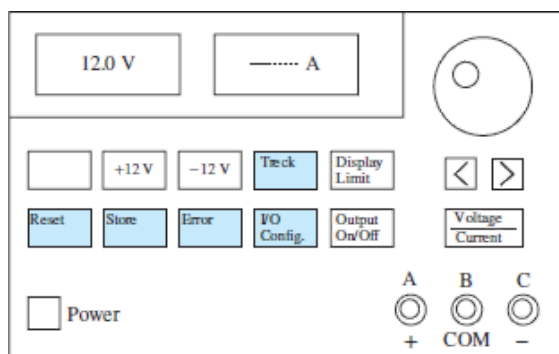 12.0 V
—----- A
+12 V
−12 V
Track
Display
Limit
Reset
Store
Error
I/O
Config.
Output
On/Off
Voltage
Current
Power
A B C
+ COM −